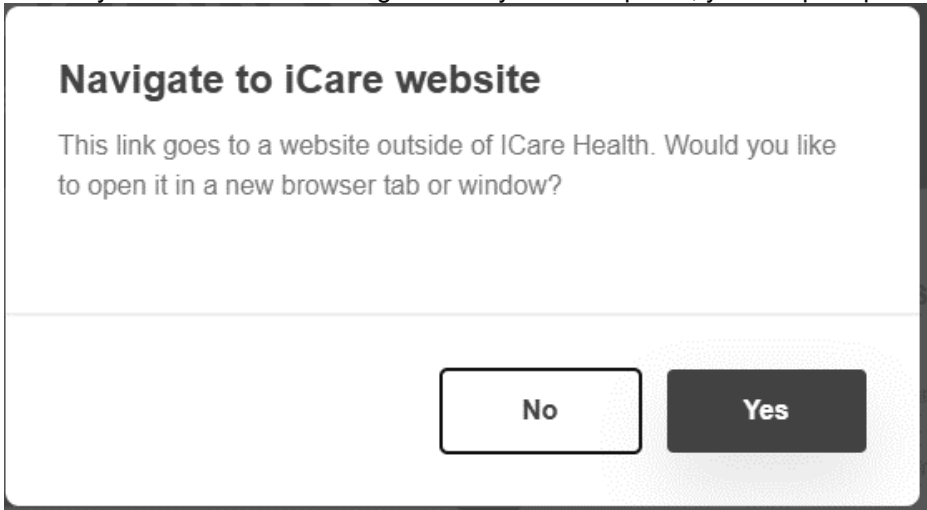 Navigate to iCare website
This link goes to a website outside of ICare Health. Would you like
to open it in a new browser tab or window?
No
Yes